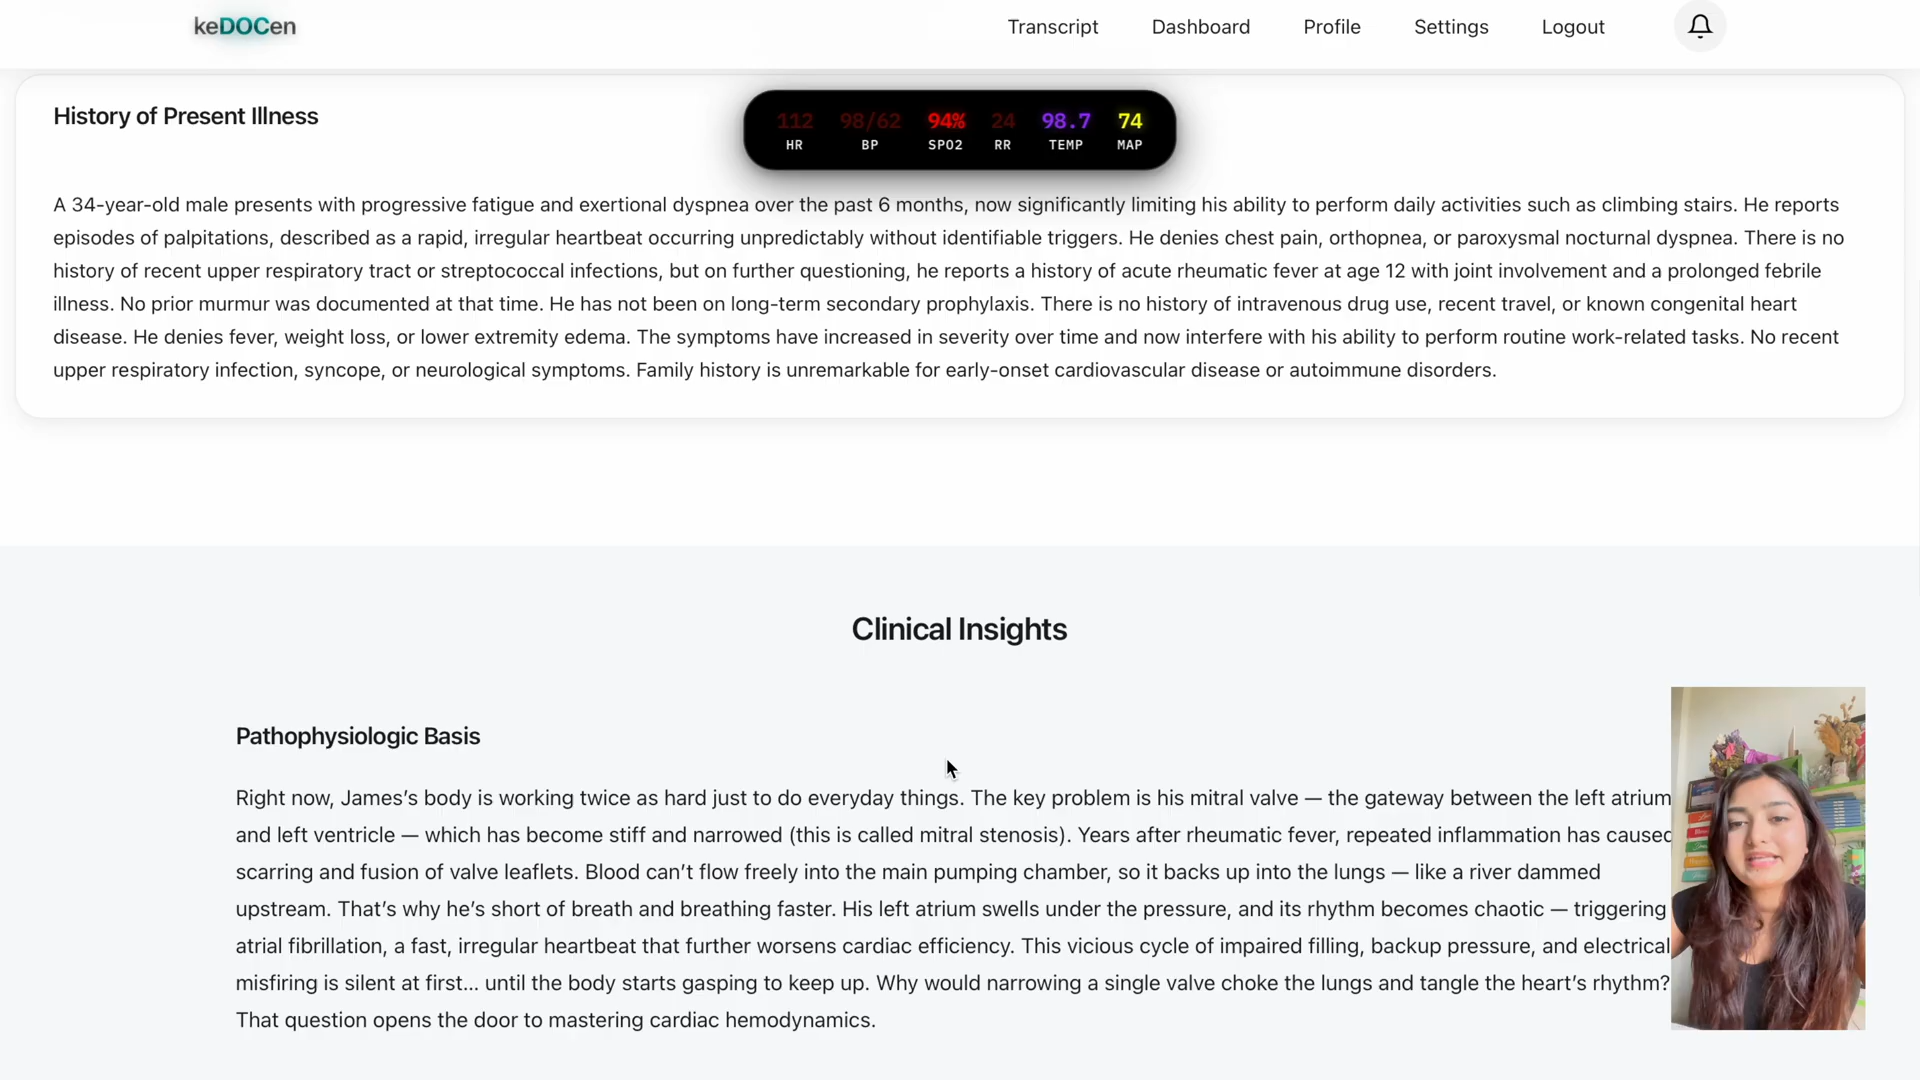 keDOCen
Transcript Dashboard Profile Settings Logout
History of Present Illness
112 98/62 94% 24 98.7 74
HR BP SPO2 RR TEMP MAP
A 34-year-old male presents with progressive fatigue and exertional dyspnea over the past 6 months, now significantly limiting his ability to perform daily activities such as climbing stairs. He reports
episodes of palpitations, described as a rapid, irregular heartbeat occurring unpredictably without identifiable triggers. He denies chest pain, orthopnea, or paroxysmal nocturnal dyspnea. There is no
history of recent upper respiratory tract or streptococcal infections, but on further questioning, he reports a history of acute rheumatic fever at age 12 with joint involvement and a prolonged febrile
illness. No prior murmur was documented at that time. He has not been on long-term secondary prophylaxis. There is no history of intravenous drug use, recent travel, or known congenital heart
disease. He denies fever, weight loss, or lower extremity edema. The symptoms have increased in severity over time and now interfere with his ability to perform routine work-related tasks. No recent
upper respiratory infection, syncope, or neurological symptoms. Family history is unremarkable for early-onset cardiovascular disease or autoimmune disorders.
Clinical Insights
Pathophysiologic Basis
Right now, James’s body is working twice as hard just to do everyday things. The key problem is his mitral valve — the gateway between the left atrium
and left ventricle — which has become stiff and narrowed (this is called mitral stenosis). Years after rheumatic fever, repeated inflammation has caused
scarring and fusion of valve leaflets. Blood can’t flow freely into the main pumping chamber, so it backs up into the lungs — like a river dammed
upstream. That’s why he’s short of breath and breathing faster. His left atrium swells under the pressure, and its rhythm becomes chaotic — triggering
atrial fibrillation, a fast, irregular heartbeat that further worsens cardiac efficiency. This vicious cycle of impaired filling, backup pressure, and electrical
misfiring is silent at first... until the body starts gasping to keep up. Why would narrowing a single valve choke the lungs and tangle the heart’s rhythm?
That question opens the door to mastering cardiac hemodynamics.